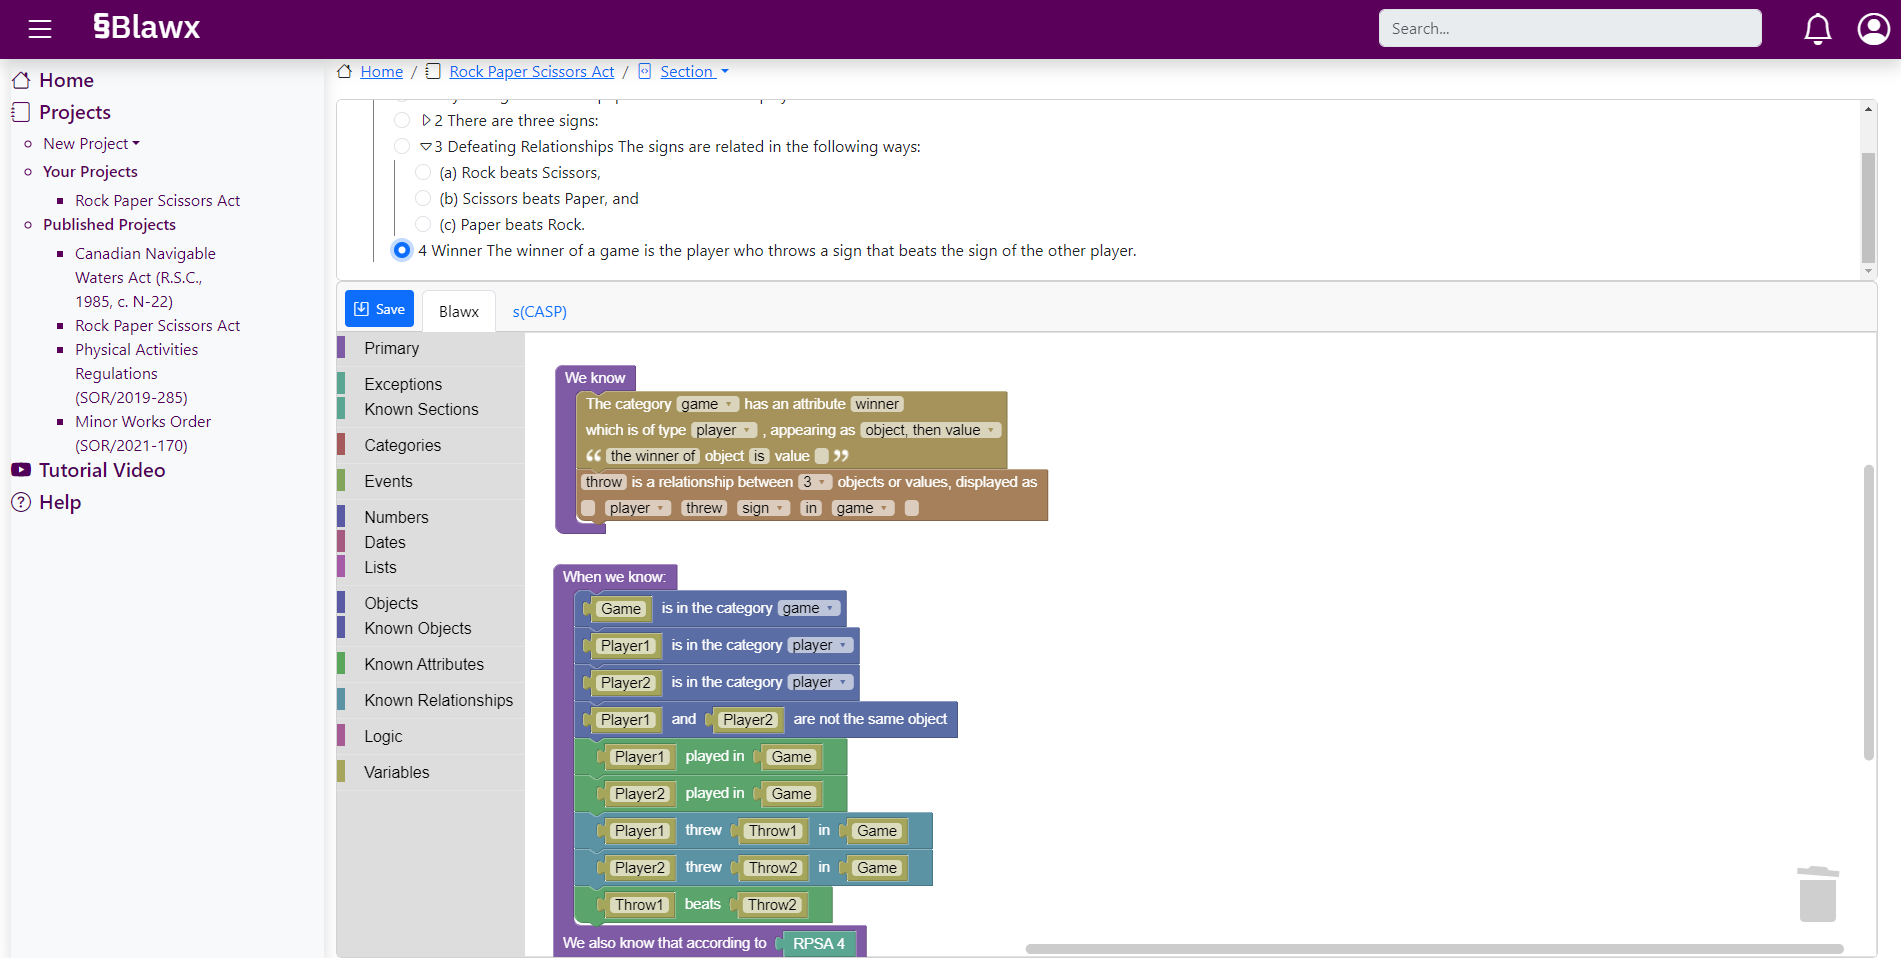 §Blawx
Search...
Home
Projects
New Project
Your Projects
Rock Paper Scissors Act
Published Projects
Canadian Navigable
Waters Act (R.S.C.,
1985, c. N-22)
Rock Paper Scissors Act
Physical Activities
Regulations
(SOR/2019-285)
Minor Works Order
(SOR/2021-170)
Tutorial Video
Help
Home / Rock Paper Scissors Act / Section
2 There are three signs:
3 Defeating Relationships The signs are related in the following ways:
(a) Rock beats Scissors,
(b) Scissors beats Paper, and
(c) Paper beats Rock.
4 Winner The winner of a game is the player who throws a sign that beats the sign of the other player.
Save
Blawx
s(CASP)
Primary
Exceptions
Known Sections
Categories
Events
Numbers
Dates
Lists
Objects
Known Objects
Known Attributes
Known Relationships
Logic
Variables
We know
The category game has an attribute winner
which is of type player , appearing as object, then value
“ the winner of object is value ”
throw is a relationship between 3 objects or values, displayed as
player threw sign in game
When we know:
Game is in the category game
Player1 is in the category player
Player2 is in the category player
Player1 and Player2 are not the same object
Player1 played in Game
Player2 played in Game
Player1 threw Throw1 in Game
Player2 threw Throw2 in Game
Throw1 beats Throw2
We also know that according to RPSA 4